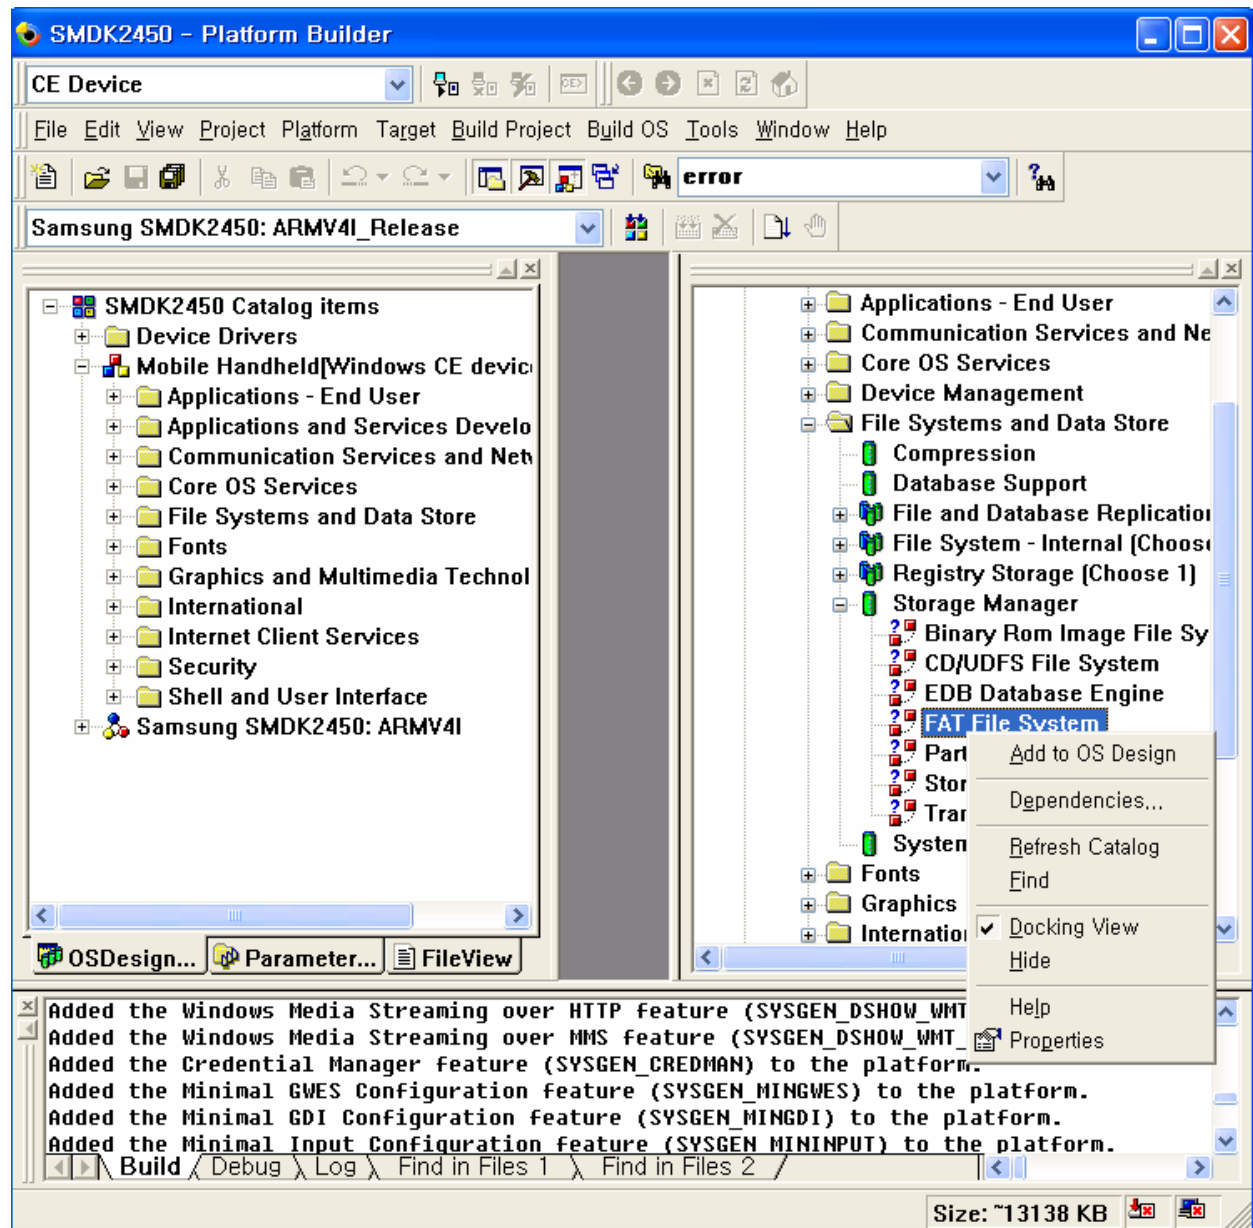 SMDK2450 - Platform Builder
CE Device
File Edit View Project Platform Target Build Project Build OS Tools Window Help
error
Samsung SMDK2450: ARMV4I_Release
SMDK2450 Catalog items
Device Drivers
Mobile Handheld[Windows CE devic
Applications - End User
Applications and Services Develo
Communication Services and Netw
Core OS Services
File Systems and Data Store
Fonts
Graphics and Multimedia Technol
International
Internet Client Services
Security
Shell and User Interface
Samsung SMDK2450: ARMV4I
OSDesign... Parameter... FileView
Applications - End User
Communication Services and Ne
Core OS Services
Device Management
File Systems and Data Store
Compression
Database Support
File and Database Replication
File System - Internal (Choose
Registry Storage (Choose 1)
Storage Manager
Binary Rom Image File Sy
CD/UDFS File System
EDB Database Engine
FAT File System
Part
Stor
Tran
System
Fonts
Graphics
Internation
Add to OS Design
Dependencies...
Refresh Catalog
Find
Docking View
Hide
Help
Properties
Added the Windows Media Streaming over HTTP feature (SYSGEN_DSHOW_WMT
Added the Windows Media Streaming over MMS feature (SYSGEN_DSHOW_WMT_
Added the Credential Manager feature (SYSGEN_CREDMAN) to the platform.
Added the Minimal GWES Configuration feature (SYSGEN_MINGWES) to the platform.
Added the Minimal GDI Configuration feature (SYSGEN_MINGDI) to the platform.
Added the Minimal Input Configuration feature (SYSGEN_MININPUT) to the platform.
Build Debug Log Find in Files 1 Find in Files 2
Size: ~13138 KB